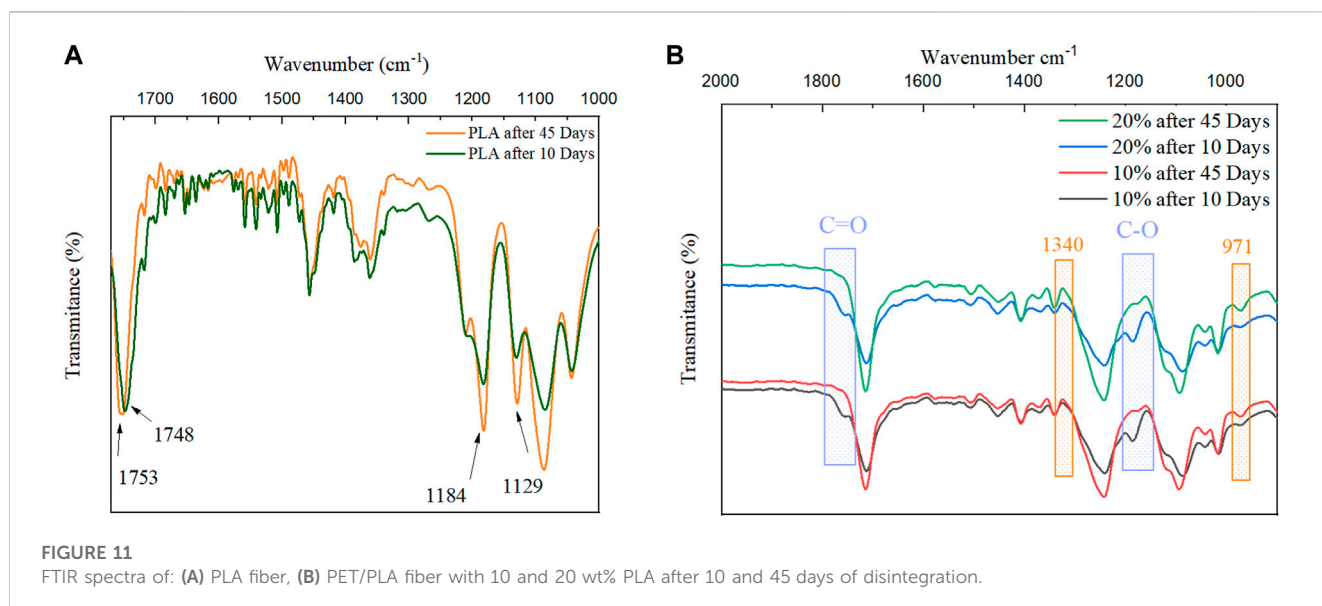 A
Wavenumber (cm⁻¹)
1700 1600 1500 1400 1300 1200 1100 1000
PLA after 45 Days
PLA after 10 Days
Transmitance (%)
1748
1753
1184
1129
B
Wavenumber cm⁻¹
2000 1800 1600 1400 1200 1000
20% after 45 Days
20% after 10 Days
10% after 45 Days
10% after 10 Days
C=O
1340
C-O
971
Transmitance (%)
FIGURE 11
FTIR spectra of: (A) PLA fiber, (B) PET/PLA fiber with 10 and 20 wt% PLA after 10 and 45 days of disintegration.